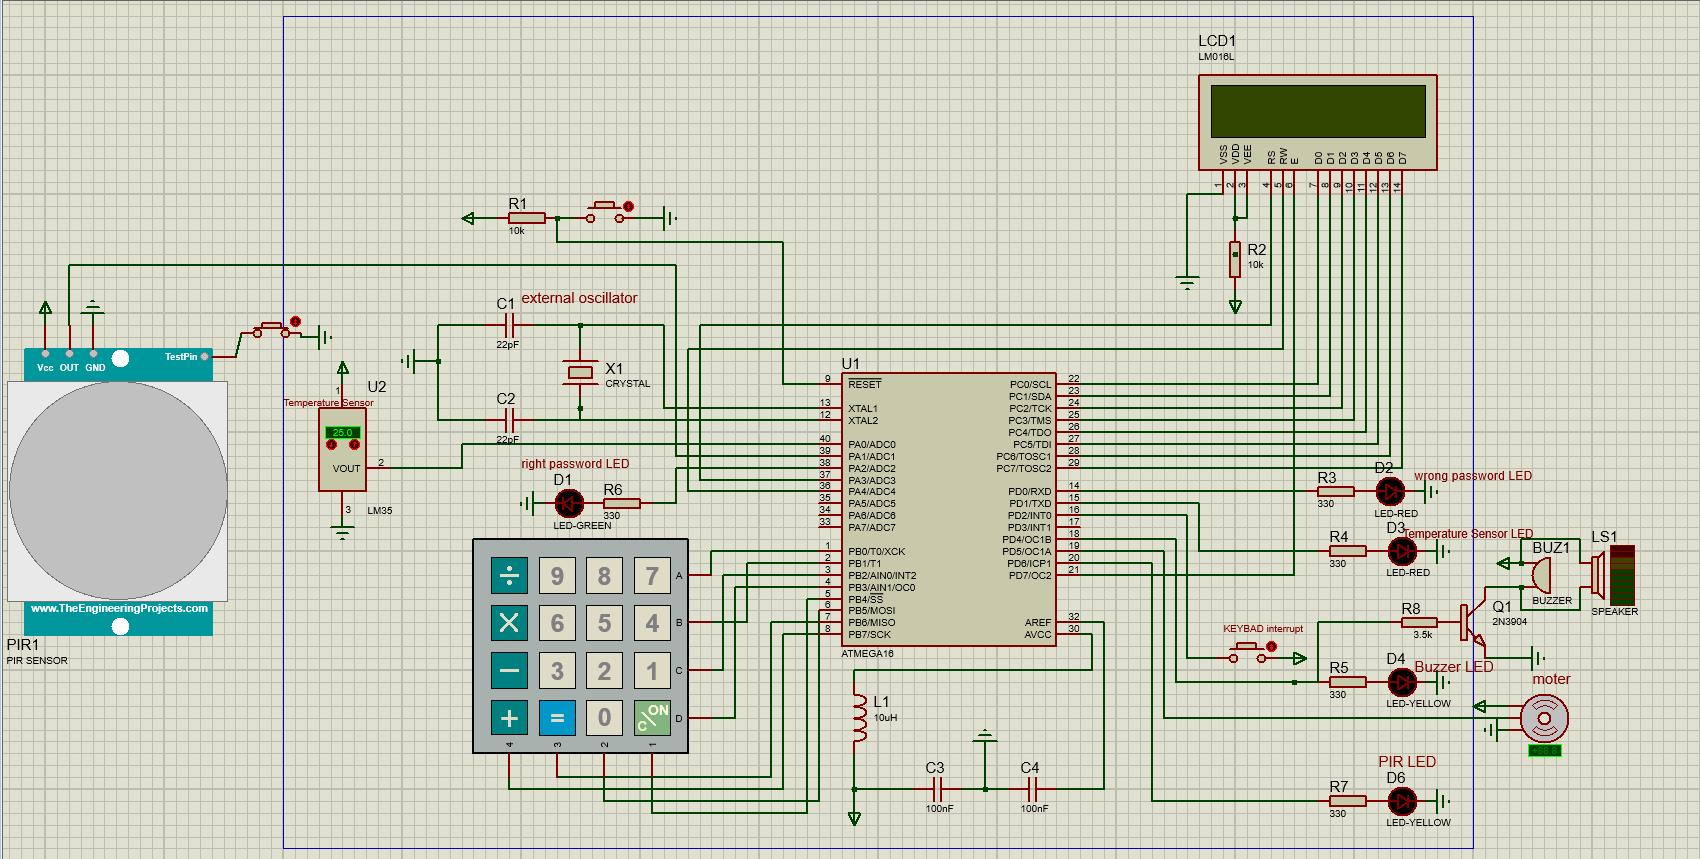 LCD1
LM016L
VSS
VDD
VEE
RS
RW
E
D0
D1
D2
D3
D4
D5
D6
D7
1
2
3
4
5
6
7
8
9
10
11
12
13
14
R1
10k
R2
10k
C1
external oscillator
22pF
X1
CRYSTAL
C2
22pF
Vcc OUT GND
TestPin
www.TheEngineeringProjects.com
PIR1
PIR SENSOR
U2
1
Temperature Sensor
25.0
VOUT
2
3
LM35
right password LED
D1
R6
330
LED-GREEN
U1
9 RESET
13 XTAL1
12 XTAL2
40 PA0/ADC0
39 PA1/ADC1
38 PA2/ADC2
37 PA3/ADC3
36 PA4/ADC4
35 PA5/ADC5
34 PA6/ADC6
33 PA7/ADC7
1 PB0/T0/XCK
2 PB1/T1
3 PB2/AIN0/INT2
4 PB3/AIN1/OC0
5 PB4/SS
6 PB5/MOSI
7 PB6/MISO
8 PB7/SCK
PC0/SCL 22
PC1/SDA 23
PC2/TCK 24
PC3/TMS 25
PC4/TDO 26
PC5/TDI 27
PC6/TOSC1 28
PC7/TOSC2 29
PD0/RXD 14
PD1/TXD 15
PD2/INT0 16
PD3/INT1 17
PD4/OC1B 18
PD5/OC1A 19
PD6/ICP1 20
PD7/OC2 21
AREF 32
AVCC 30
ATMEGA16
÷ 9 8 7 A
× 6 5 4 B
− 3 2 1 C
+ = 0 ON C D
4 3 2 1
L1
10uH
C3
100nF
C4
100nF
R3
330
D2
wrong password LED
LED-RED
R4
330
D3
Temperature Sensor LED
LED-RED
BUZ1
BUZZER
LS1
SPEAKER
R8
3.5k
Q1
2N3904
KEYBAD interrupt
R5
330
D4
Buzzer LED
LED-YELLOW
moter
PIR LED
R7
330
D6
LED-YELLOW